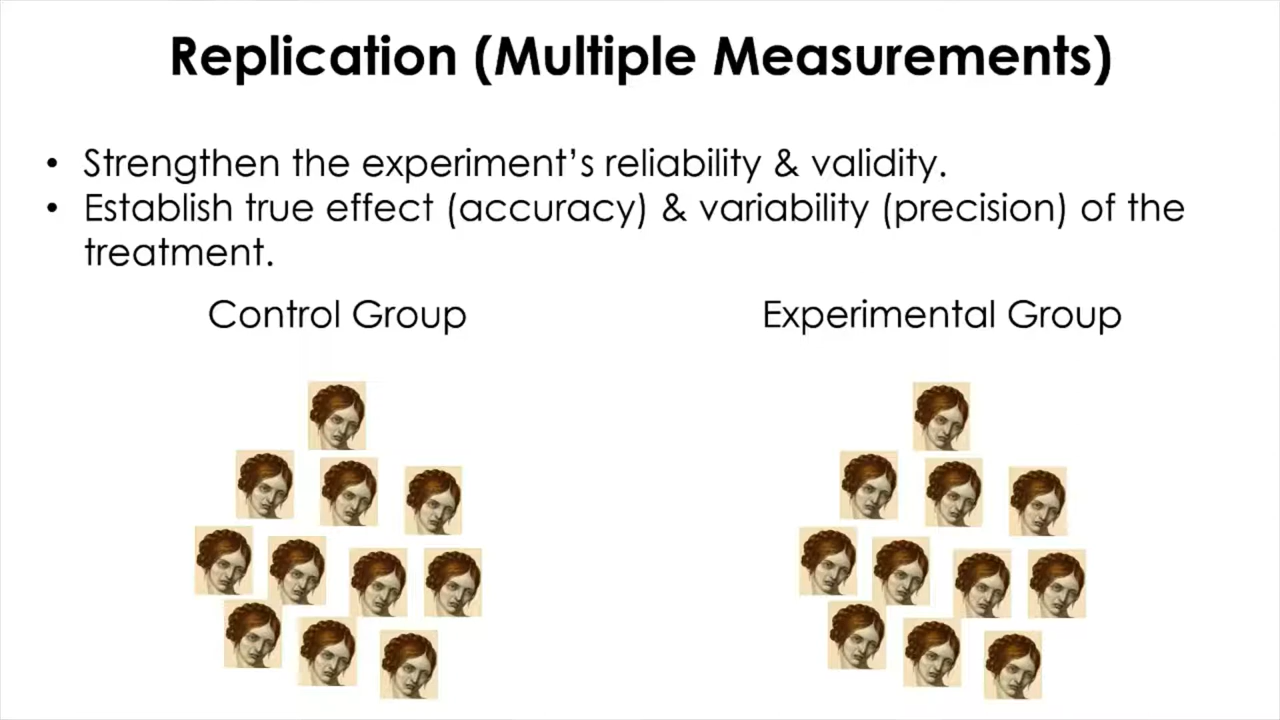 Replication (Multiple Measurements)
• Strengthen the experiment’s reliability & validity.
• Establish true effect (accuracy) & variability (precision) of the
treatment.
Control Group
Experimental Group